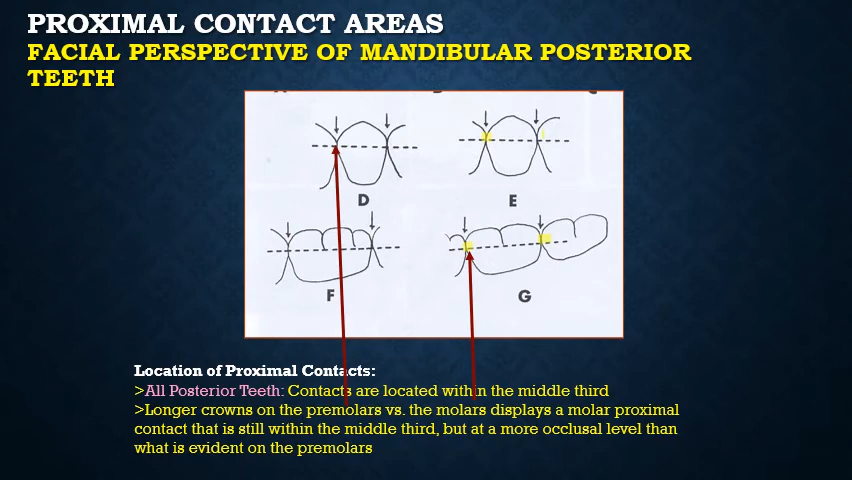 PROXIMAL CONTACT AREAS
FACIAL PERSPECTIVE OF MANDIBULAR POSTERIOR
TEETH
D
E
F
G
Location of Proximal Contacts:
>All Posterior Teeth: Contacts are located within the middle third
>Longer crowns on the premolars vs. the molars displays a molar proximal
contact that is still within the middle third, but at a more occlusal level than
what is evident on the premolars